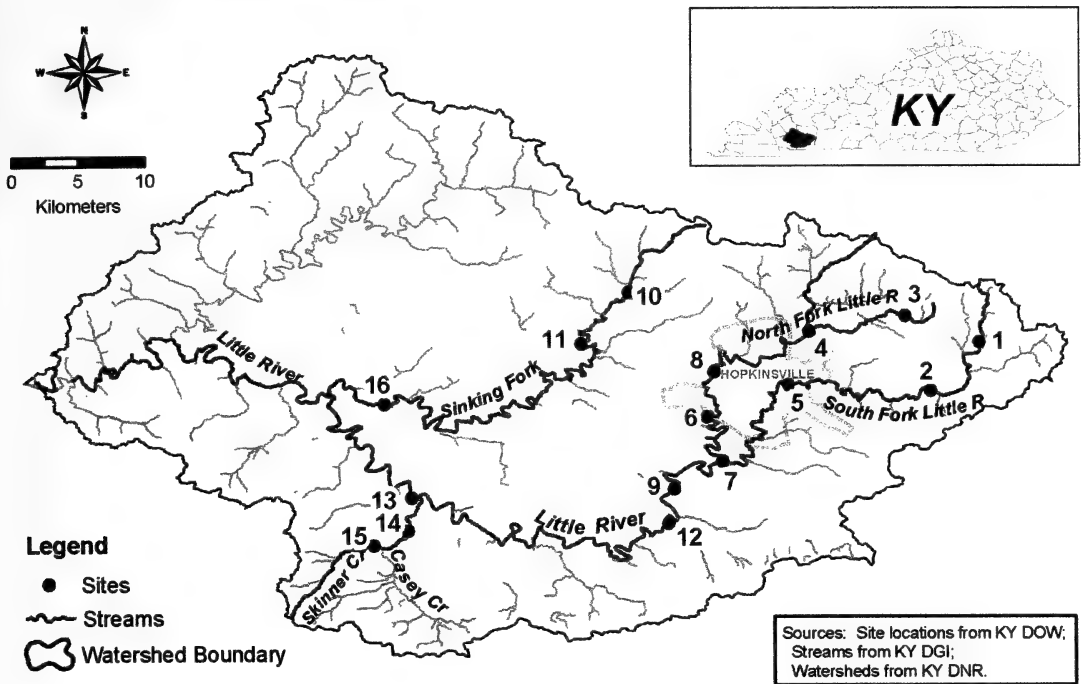 N
W E
S
0 5 10
Kilometers
KY
10
11
North Fork Little R
3
4
1
8
HOPKINSVILLE
2
5
South Fork Little R
6
7
Little River
16
Sinking Fork
9
12
13
Little River
14
15
Skinner Cr
Casey Cr
Legend
Sites
Streams
Watershed Boundary
Sources: Site locations from KY DOW;
Streams from KY DGI;
Watersheds from KY DNR.